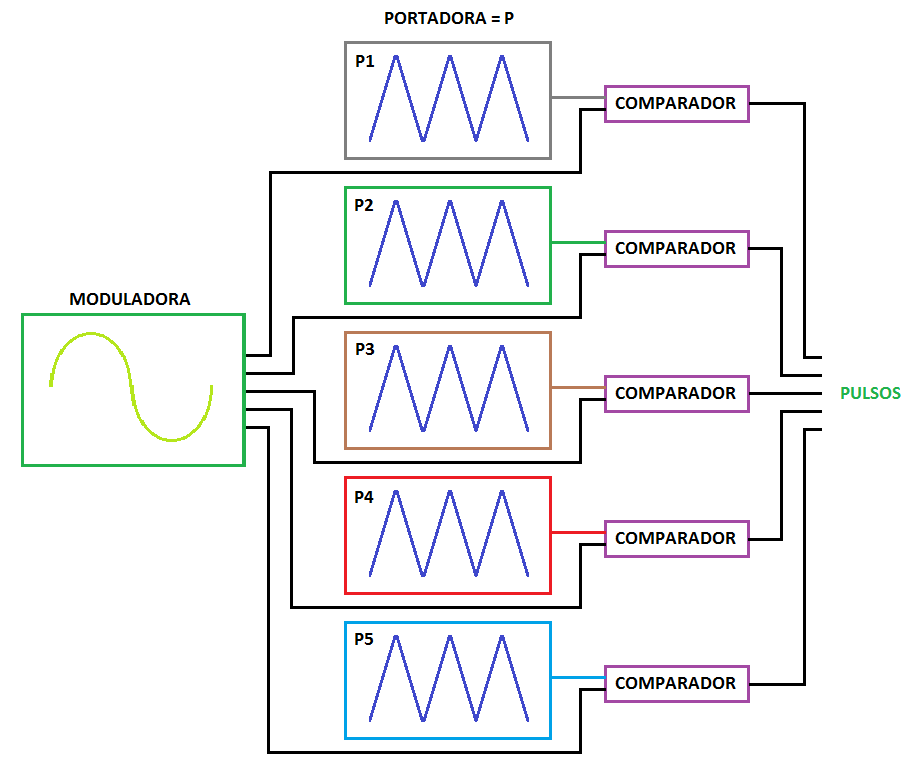 PORTADORA = P
P1
COMPARADOR
P2
COMPARADOR
MODULADORA
P3
COMPARADOR
PULSOS
P4
COMPARADOR
P5
COMPARADOR